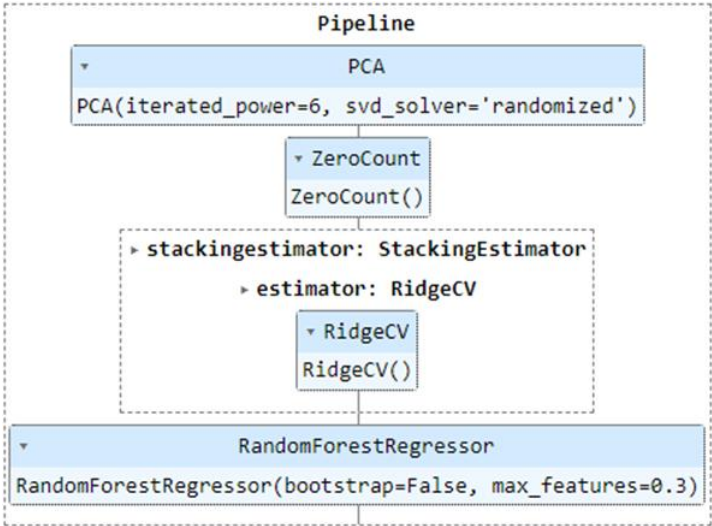 Pipeline
PCA
PCA(iterated_power=6, svd_solver='randomized')
ZeroCount
ZeroCount()
stackingestimator: StackingEstimator
estimator: RidgeCV
RidgeCV
RidgeCV()
RandomForestRegressor
RandomForestRegressor(bootstrap=False, max_features=0.3)